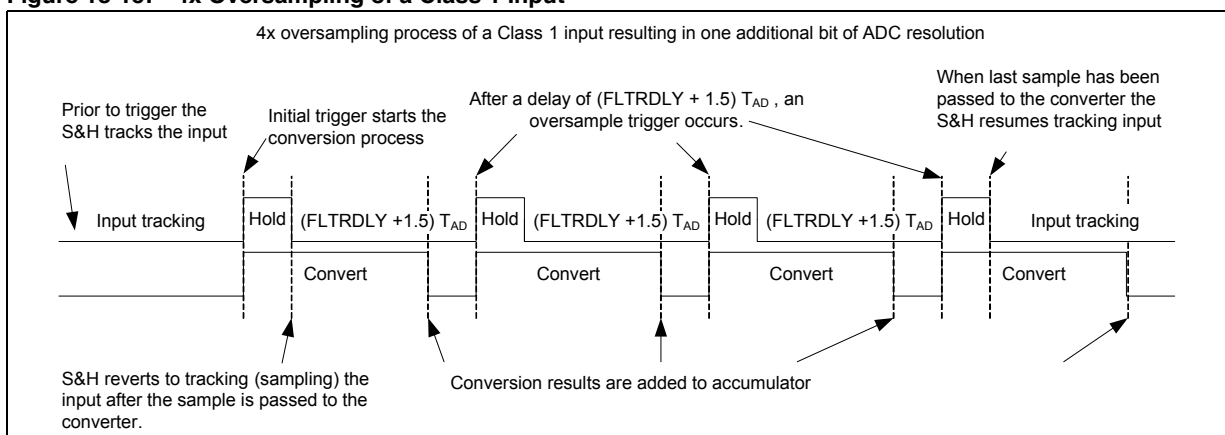 Figure 18-10: 4x Oversampling of a Class 1 Input
4x oversampling process of a Class 1 input resulting in one additional bit of ADC resolution
Prior to trigger the
S&H tracks the input
Initial trigger starts the
conversion process
After a delay of (FLTRDLY + 1.5) TAD , an
oversample trigger occurs.
When last sample has been
passed to the converter the
S&H resumes tracking input
Input tracking
Hold
(FLTRDLY +1.5) TAD
Hold
(FLTRDLY +1.5) TAD
Hold
(FLTRDLY +1.5) TAD
Hold
Input tracking
Convert
Convert
Convert
Convert
S&H reverts to tracking (sampling) the
input after the sample is passed to the
converter.
Conversion results are added to accumulator